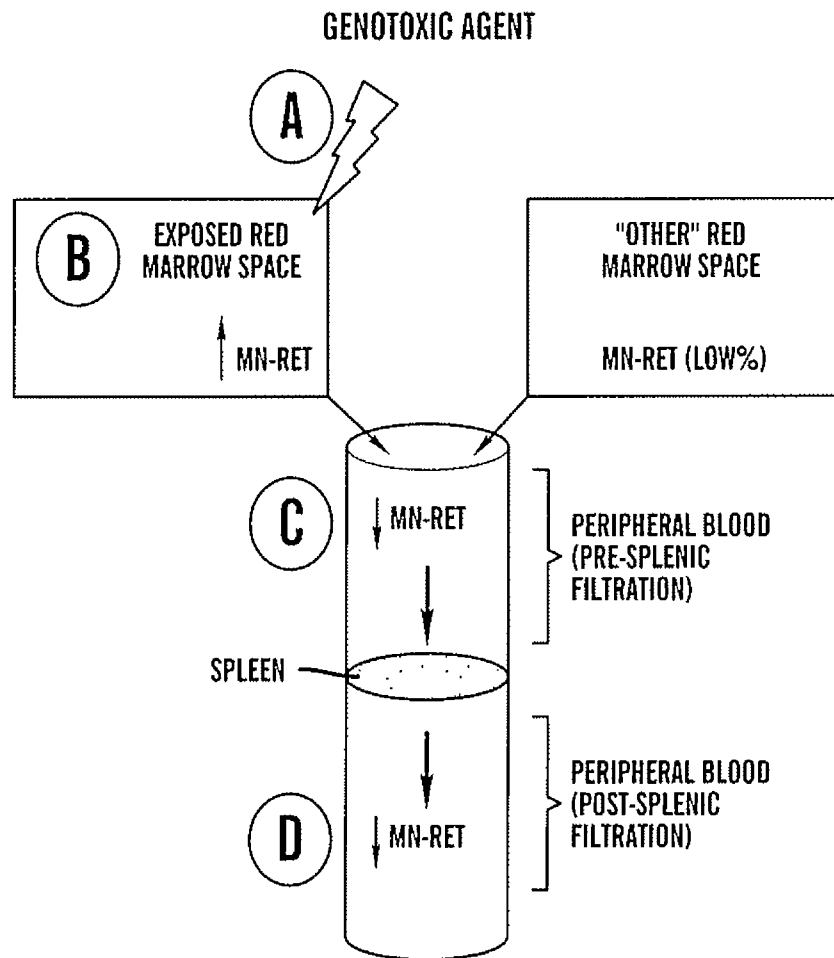 GENOTOXIC AGENT
A
B
EXPOSED RED
MARROW SPACE
MN-RET
"OTHER" RED
MARROW SPACE
MN-RET (LOW%)
C
MN-RET
PERIPHERAL BLOOD
(PRE-SPLENIC
FILTRATION)
SPLEEN
D
MN-RET
PERIPHERAL BLOOD
(POST-SPLENIC
FILTRATION)